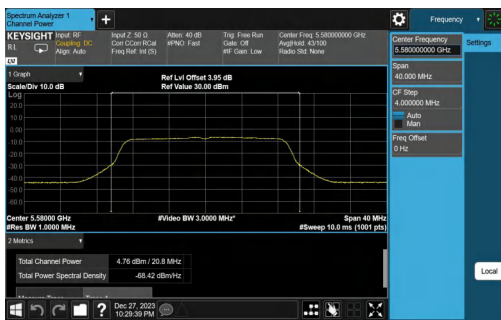 Spectrum Analyzer 1
Channel Power
Frequency
KEYSIGHT
Input: RF
Coupling: DC
Align: Auto
Input Z: 50 Ω
Corr CCorr RCal
Freq Ref: Int (S)
Atten: 40 dB
#PNO: Fast
Trig: Free Run
Gate: Off
#IF Gain: Low
Center Freq: 5.580000000 GHz
Avg|Hold: 43/100
Radio Std: None
RL
Center Frequency
5.580000000 GHz
Settings
Span
40.000 MHz
CF Step
4.000000 MHz
Auto
Man
Freq Offset
0 Hz
1 Graph
Scale/Div 10.0 dB
Ref Lvl Offset 3.95 dB
Ref Value 30.00 dBm
Log
20.0
10.0
0.00
-10.0
-20.0
-30.0
-40.0
-50.0
-60.0
Center 5.58000 GHz
#Res BW 1.0000 MHz
#Video BW 3.0000 MHz*
Span 40 MHz
#Sweep 10.0 ms (1001 pts)
2 Metrics
Total Channel Power 4.76 dBm / 20.8 MHz
Total Power Spectral Density -68.42 dBm/Hz
Local
?
Dec 27, 2023
10:29:39 PM